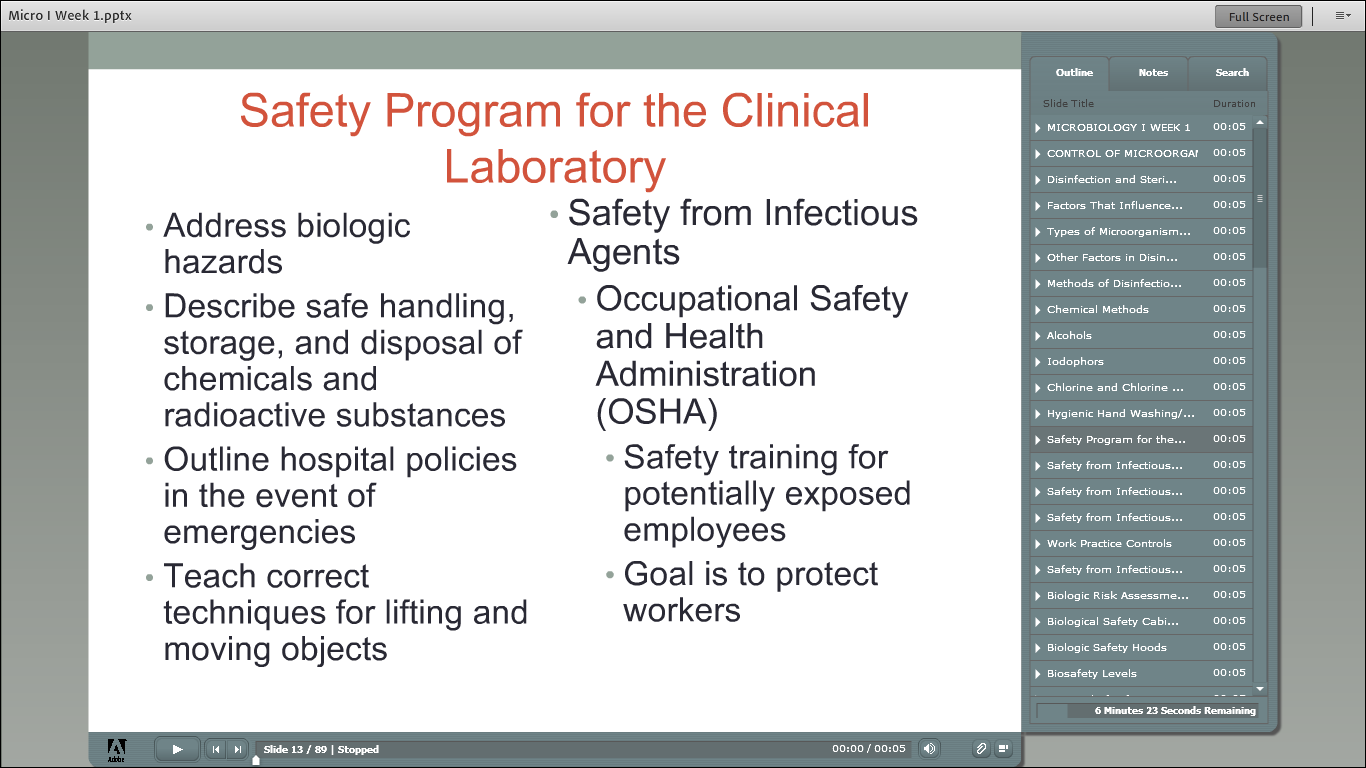 Micro I Week 1.pptx
Full Screen
Safety Program for the Clinical
Laboratory
• Address biologic
hazards
• Describe safe handling,
storage, and disposal of
chemicals and
radioactive substances
• Outline hospital policies
in the event of
emergencies
• Teach correct
techniques for lifting and
moving objects
• Safety from Infectious
Agents
• Occupational Safety
and Health
Administration
(OSHA)
• Safety training for
potentially exposed
employees
• Goal is to protect
workers
Outline Notes Search
Slide Title Duration
MICROBIOLOGY I WEEK 1 00:05
CONTROL OF MICROORGAN 00:05
Disinfection and Steri... 00:05
Factors That Influence... 00:05
Types of Microorganism... 00:05
Other Factors in Disin... 00:05
Methods of Disinfectio... 00:05
Chemical Methods 00:05
Alcohols 00:05
Iodophors 00:05
Chlorine and Chlorine ... 00:05
Hygienic Hand Washing/... 00:05
Safety Program for the... 00:05
Safety from Infectious... 00:05
Safety from Infectious... 00:05
Safety from Infectious... 00:05
Work Practice Controls 00:05
Safety from Infectious... 00:05
Biologic Risk Assessme... 00:05
Biological Safety Cabi... 00:05
Biologic Safety Hoods 00:05
Biosafety Levels 00:05
6 Minutes 23 Seconds Remaining
Adobe
Slide 13 / 89 | Stopped 00:00 / 00:05